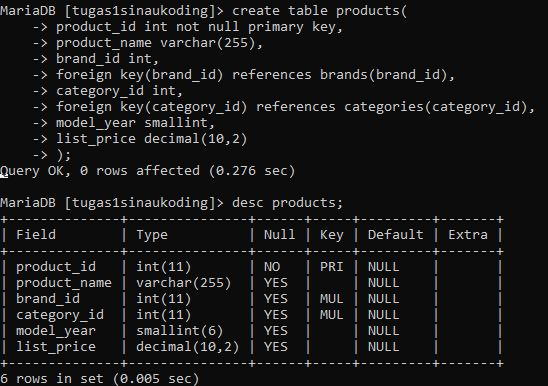 MariaDB [tugas1sinaukoding]> create table products(
    -> product_id int not null primary key,
    -> product_name varchar(255),
    -> brand_id int,
    -> foreign key(brand_id) references brands(brand_id),
    -> category_id int,
    -> foreign key(category_id) references categories(category_id),
    -> model_year smallint,
    -> list_price decimal(10,2)
    -> );
Query OK, 0 rows affected (0.276 sec)

MariaDB [tugas1sinaukoding]> desc products;
+--------------+---------------+------+-----+---------+-------+
| Field        | Type          | Null | Key | Default | Extra |
+--------------+---------------+------+-----+---------+-------+
| product_id   | int(11)       | NO   | PRI | NULL    |       |
| product_name | varchar(255)  | YES  |     | NULL    |       |
| brand_id     | int(11)       | YES  | MUL | NULL    |       |
| category_id  | int(11)       | YES  | MUL | NULL    |       |
| model_year   | smallint(6)   | YES  |     | NULL    |       |
| list_price   | decimal(10,2) | YES  |     | NULL    |       |
+--------------+---------------+------+-----+---------+-------+
6 rows in set (0.005 sec)